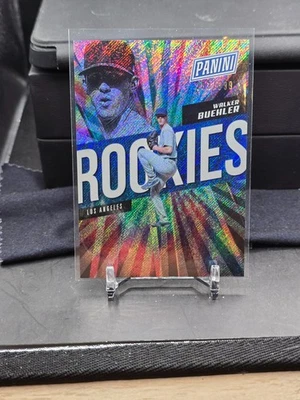 PANINI
WALKER
BUEHLER
ROOKIES
LOS ANGELES